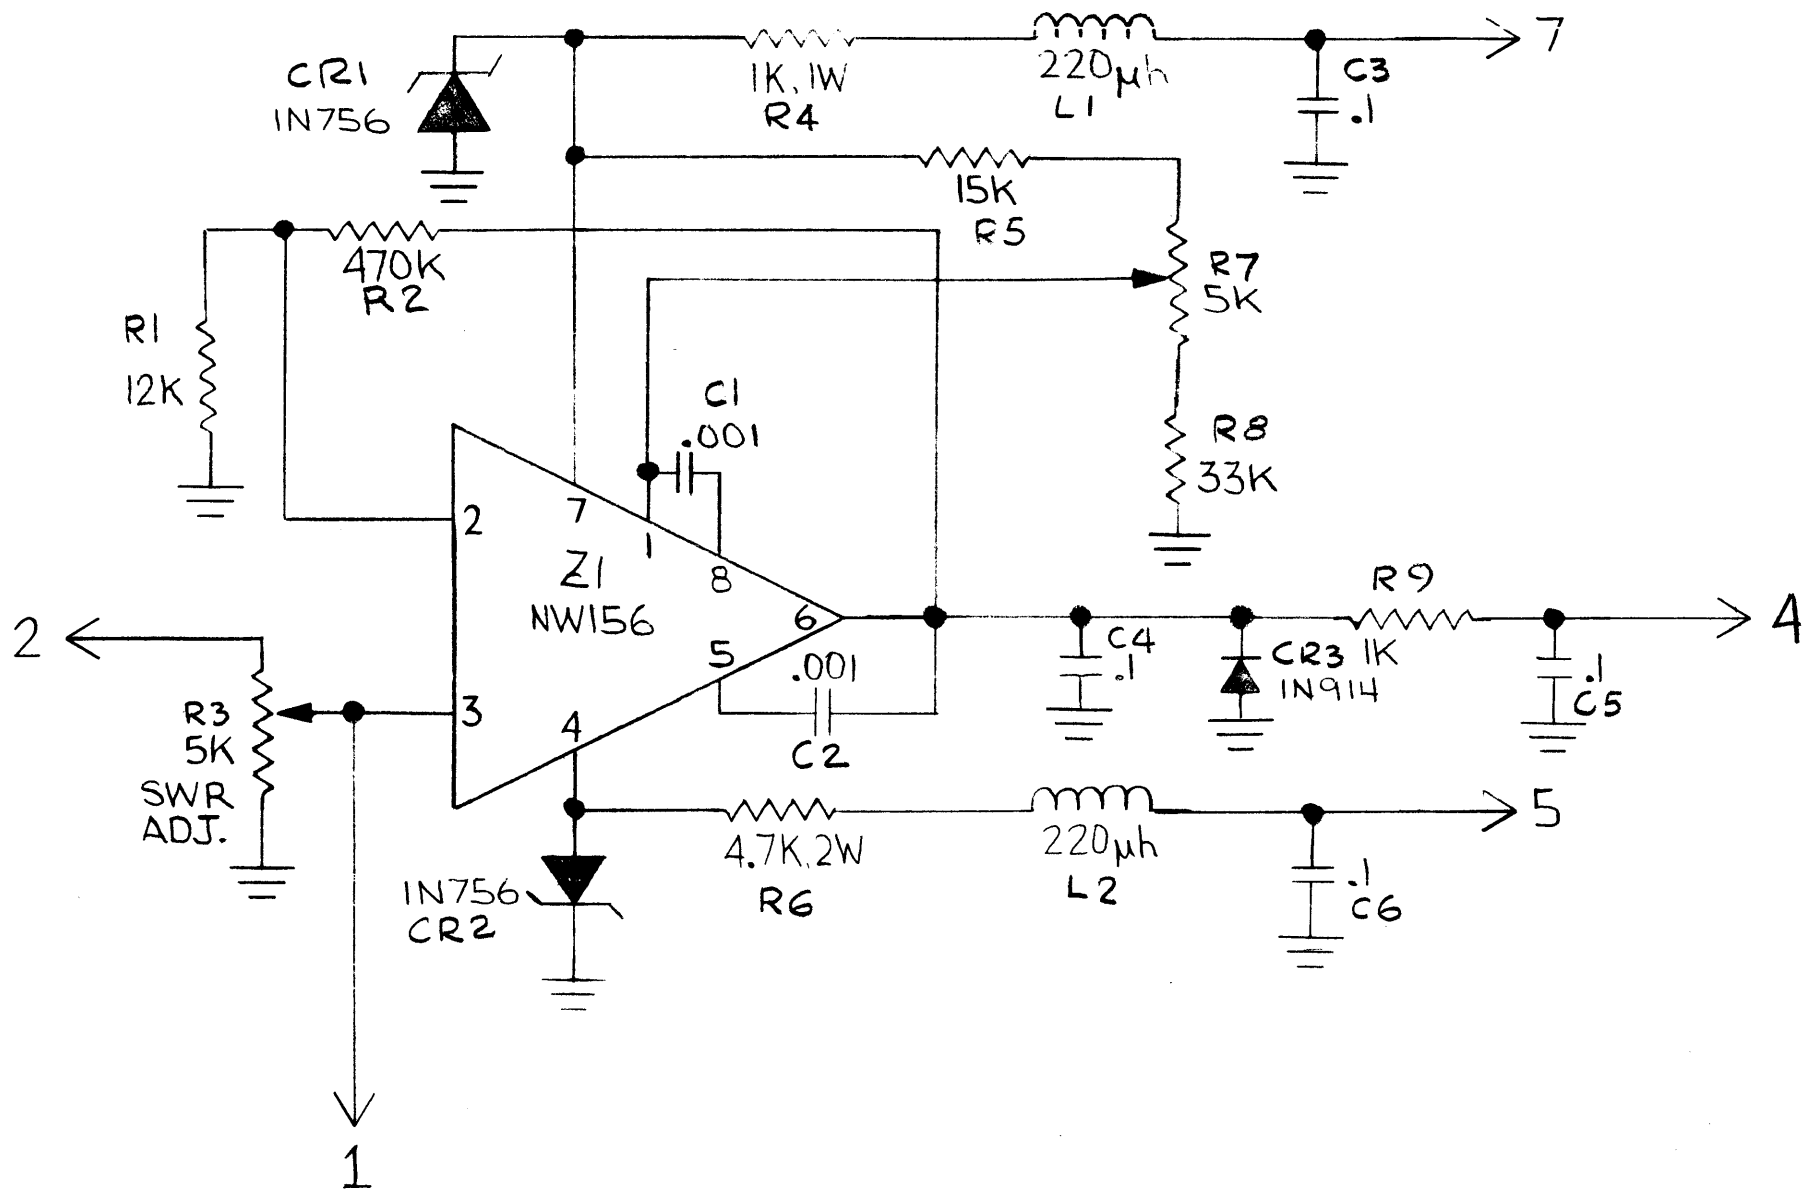 7
CR1
1N756
1K, 1W
R4
220µh
L1
C3
.1
15K
R5
470K
R2
R7
5K
R1
12K
C1
.001
R8
33K
2
7
1
8
Z1
NW156
6
5
3
4
R9
1K
2
4
C4
.1
CR3
1N914
.1
C5
.001
C2
R3
5K
SWR
ADJ.
4.7K, 2W
R6
220µh
L2
5
1N756
CR2
.1
C6
1